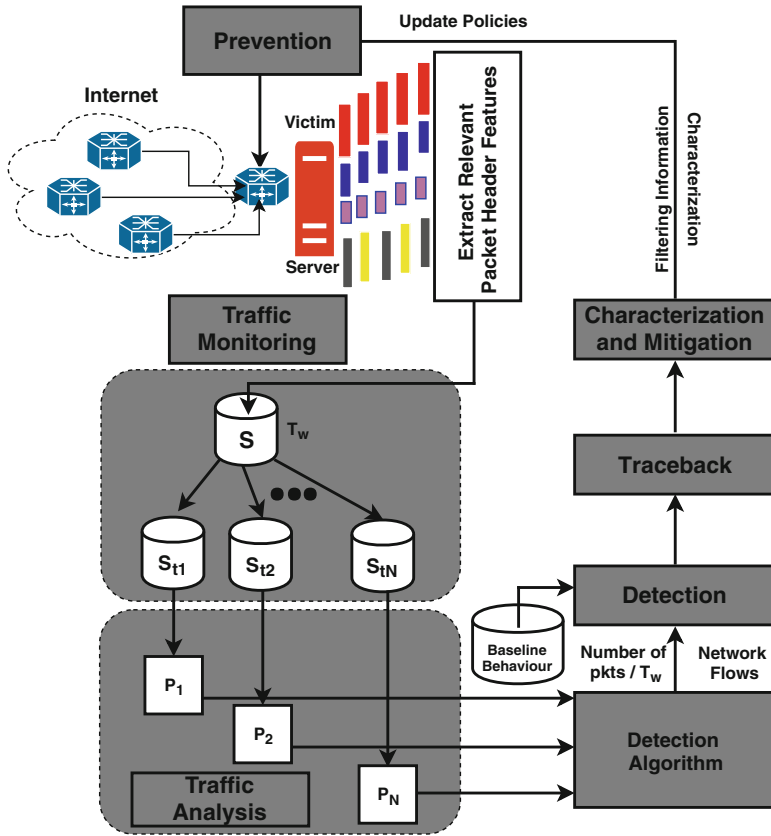 Prevention
Update Policies
Internet
Victim
Server
Extract Relevant
Packet Header Features
Filtering Information
Characterization
Traffic
Monitoring
Characterization
and Mitigation
S
Tw
Traceback
St1
St2
StN
Detection
Baseline
Behaviour
Number of
pkts / Tw
Network
Flows
P1
P2
PN
Detection
Algorithm
Traffic
Analysis